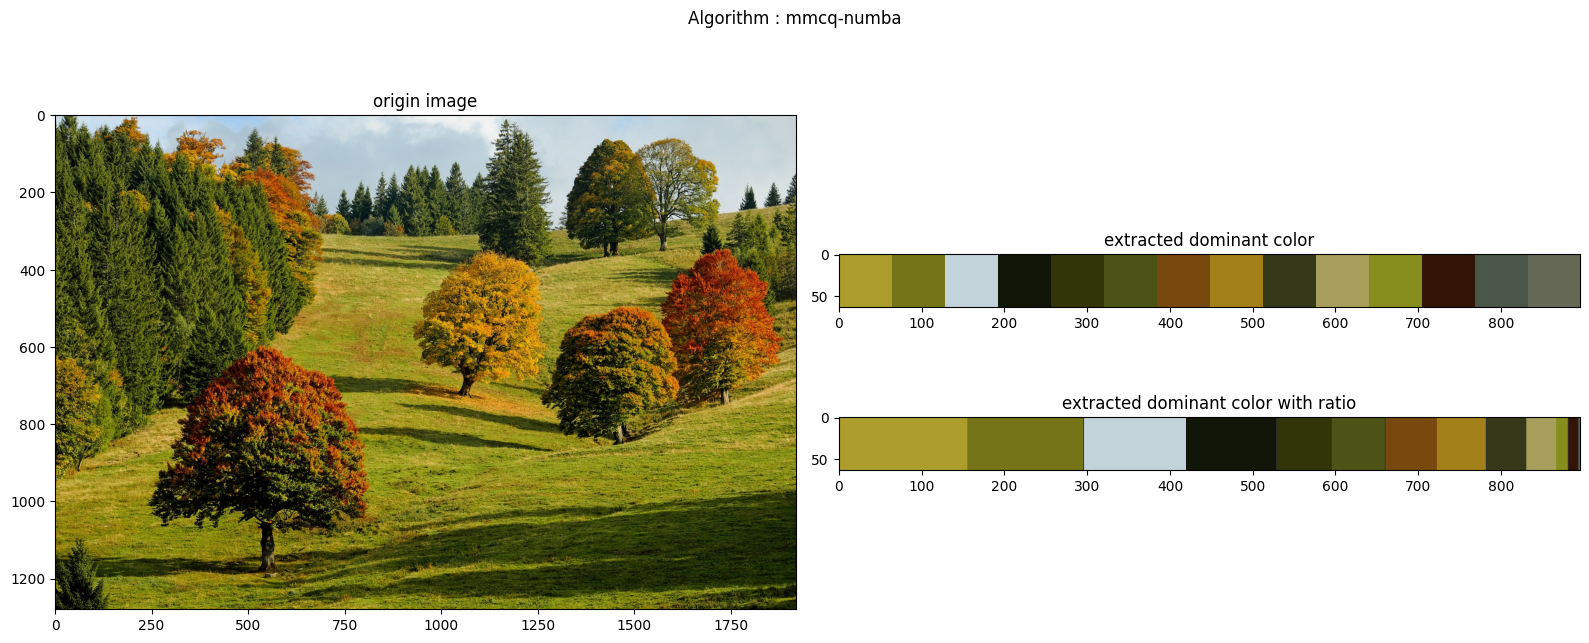 Algorithm : mmcq-numba
origin image
0
200
400
600
800
1000
1200
0 250 500 750 1000 1250 1500 1750
extracted dominant color
0
50
0 100 200 300 400 500 600 700 800
extracted dominant color with ratio
0
50
0 100 200 300 400 500 600 700 800